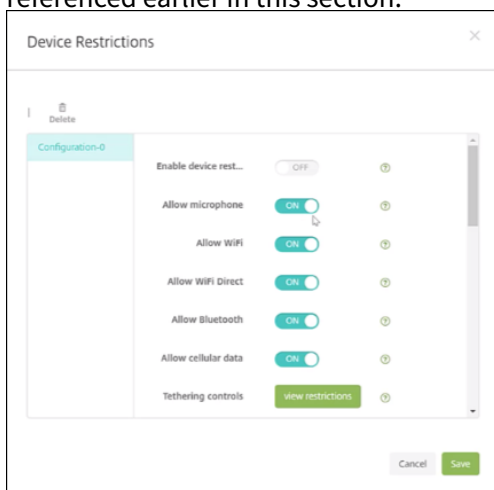 referenced earlier in this section.
Device Restrictions
Delete
Configuration-0
Enable device rest... OFF
Allow microphone ON
Allow WiFi ON
Allow WiFi Direct ON
Allow Bluetooth ON
Allow cellular data ON
Tethering controls view restrictions
Cancel Save